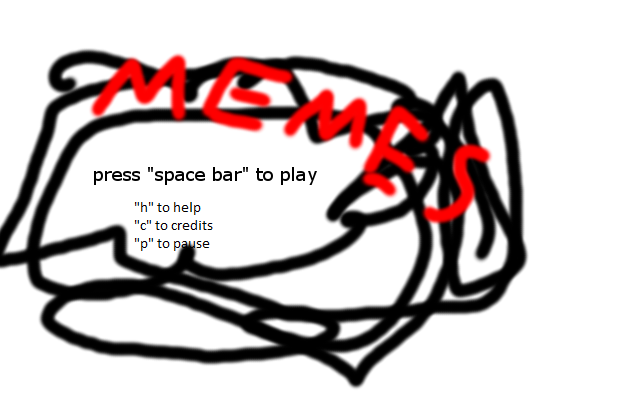 MEMES
press "space bar" to play
"h" to help
"c" to credits
"p" to pause